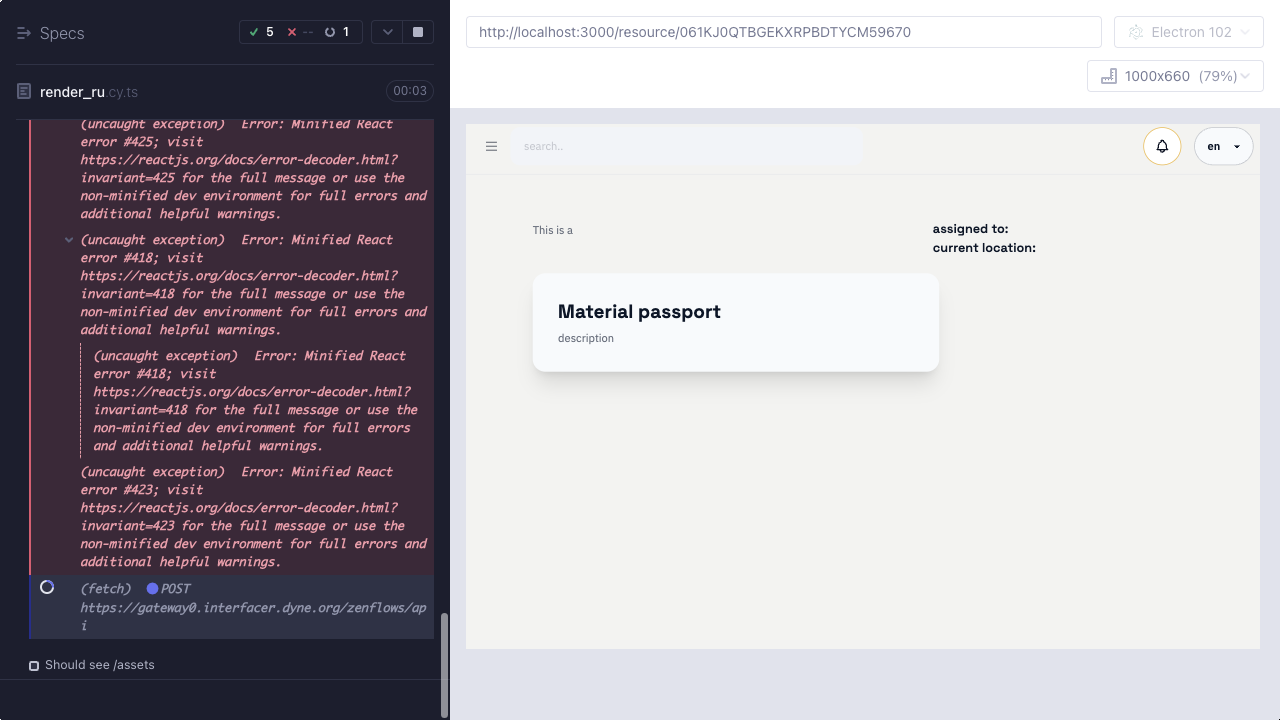 Specs
5
--
1
render_ru.cy.ts
00:03
(uncaught exception) Error: Minified React
error #425; visit
https://reactjs.org/docs/error-decoder.html?
invariant=425 for the full message or use the
non-minified dev environment for full errors and
additional helpful warnings.
(uncaught exception) Error: Minified React
error #418; visit
https://reactjs.org/docs/error-decoder.html?
invariant=418 for the full message or use the
non-minified dev environment for full errors and
additional helpful warnings.
(uncaught exception) Error: Minified React
error #418; visit
https://reactjs.org/docs/error-decoder.html?
invariant=418 for the full message or use the
non-minified dev environment for full errors
and additional helpful warnings.
(uncaught exception) Error: Minified React
error #423; visit
https://reactjs.org/docs/error-decoder.html?
invariant=423 for the full message or use the
non-minified dev environment for full errors and
additional helpful warnings.
(fetch) POST
https://gateway0.interfacer.dyne.org/zenflows/ap
i
Should see /assets
http://localhost:3000/resource/061KJ0QTBGEKXRPBDTYCM59670
Electron 102
1000x660 (79%)
search..
en
This is a
assigned to:
current location:
Material passport
description